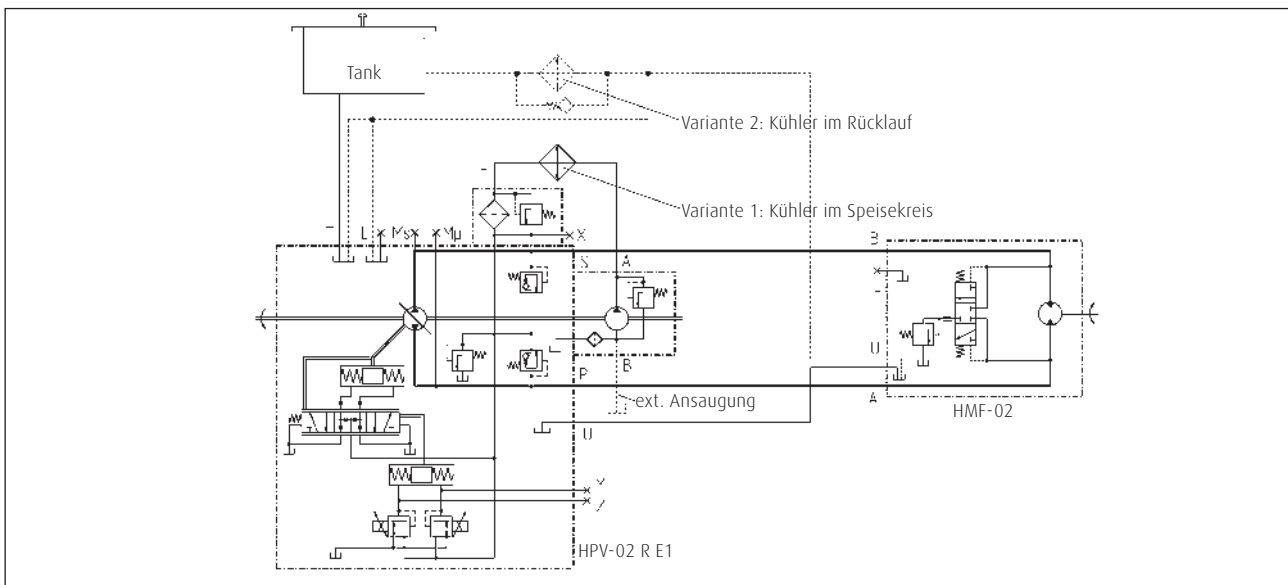 Tank
Variante 2: Kühler im Rücklauf
Variante 1: Kühler im Speisekreis
L Ms Mp X
B
S A
U
P B
A
ext. Ansaugung
HMF-02
U
Y
HPV-02 R E1